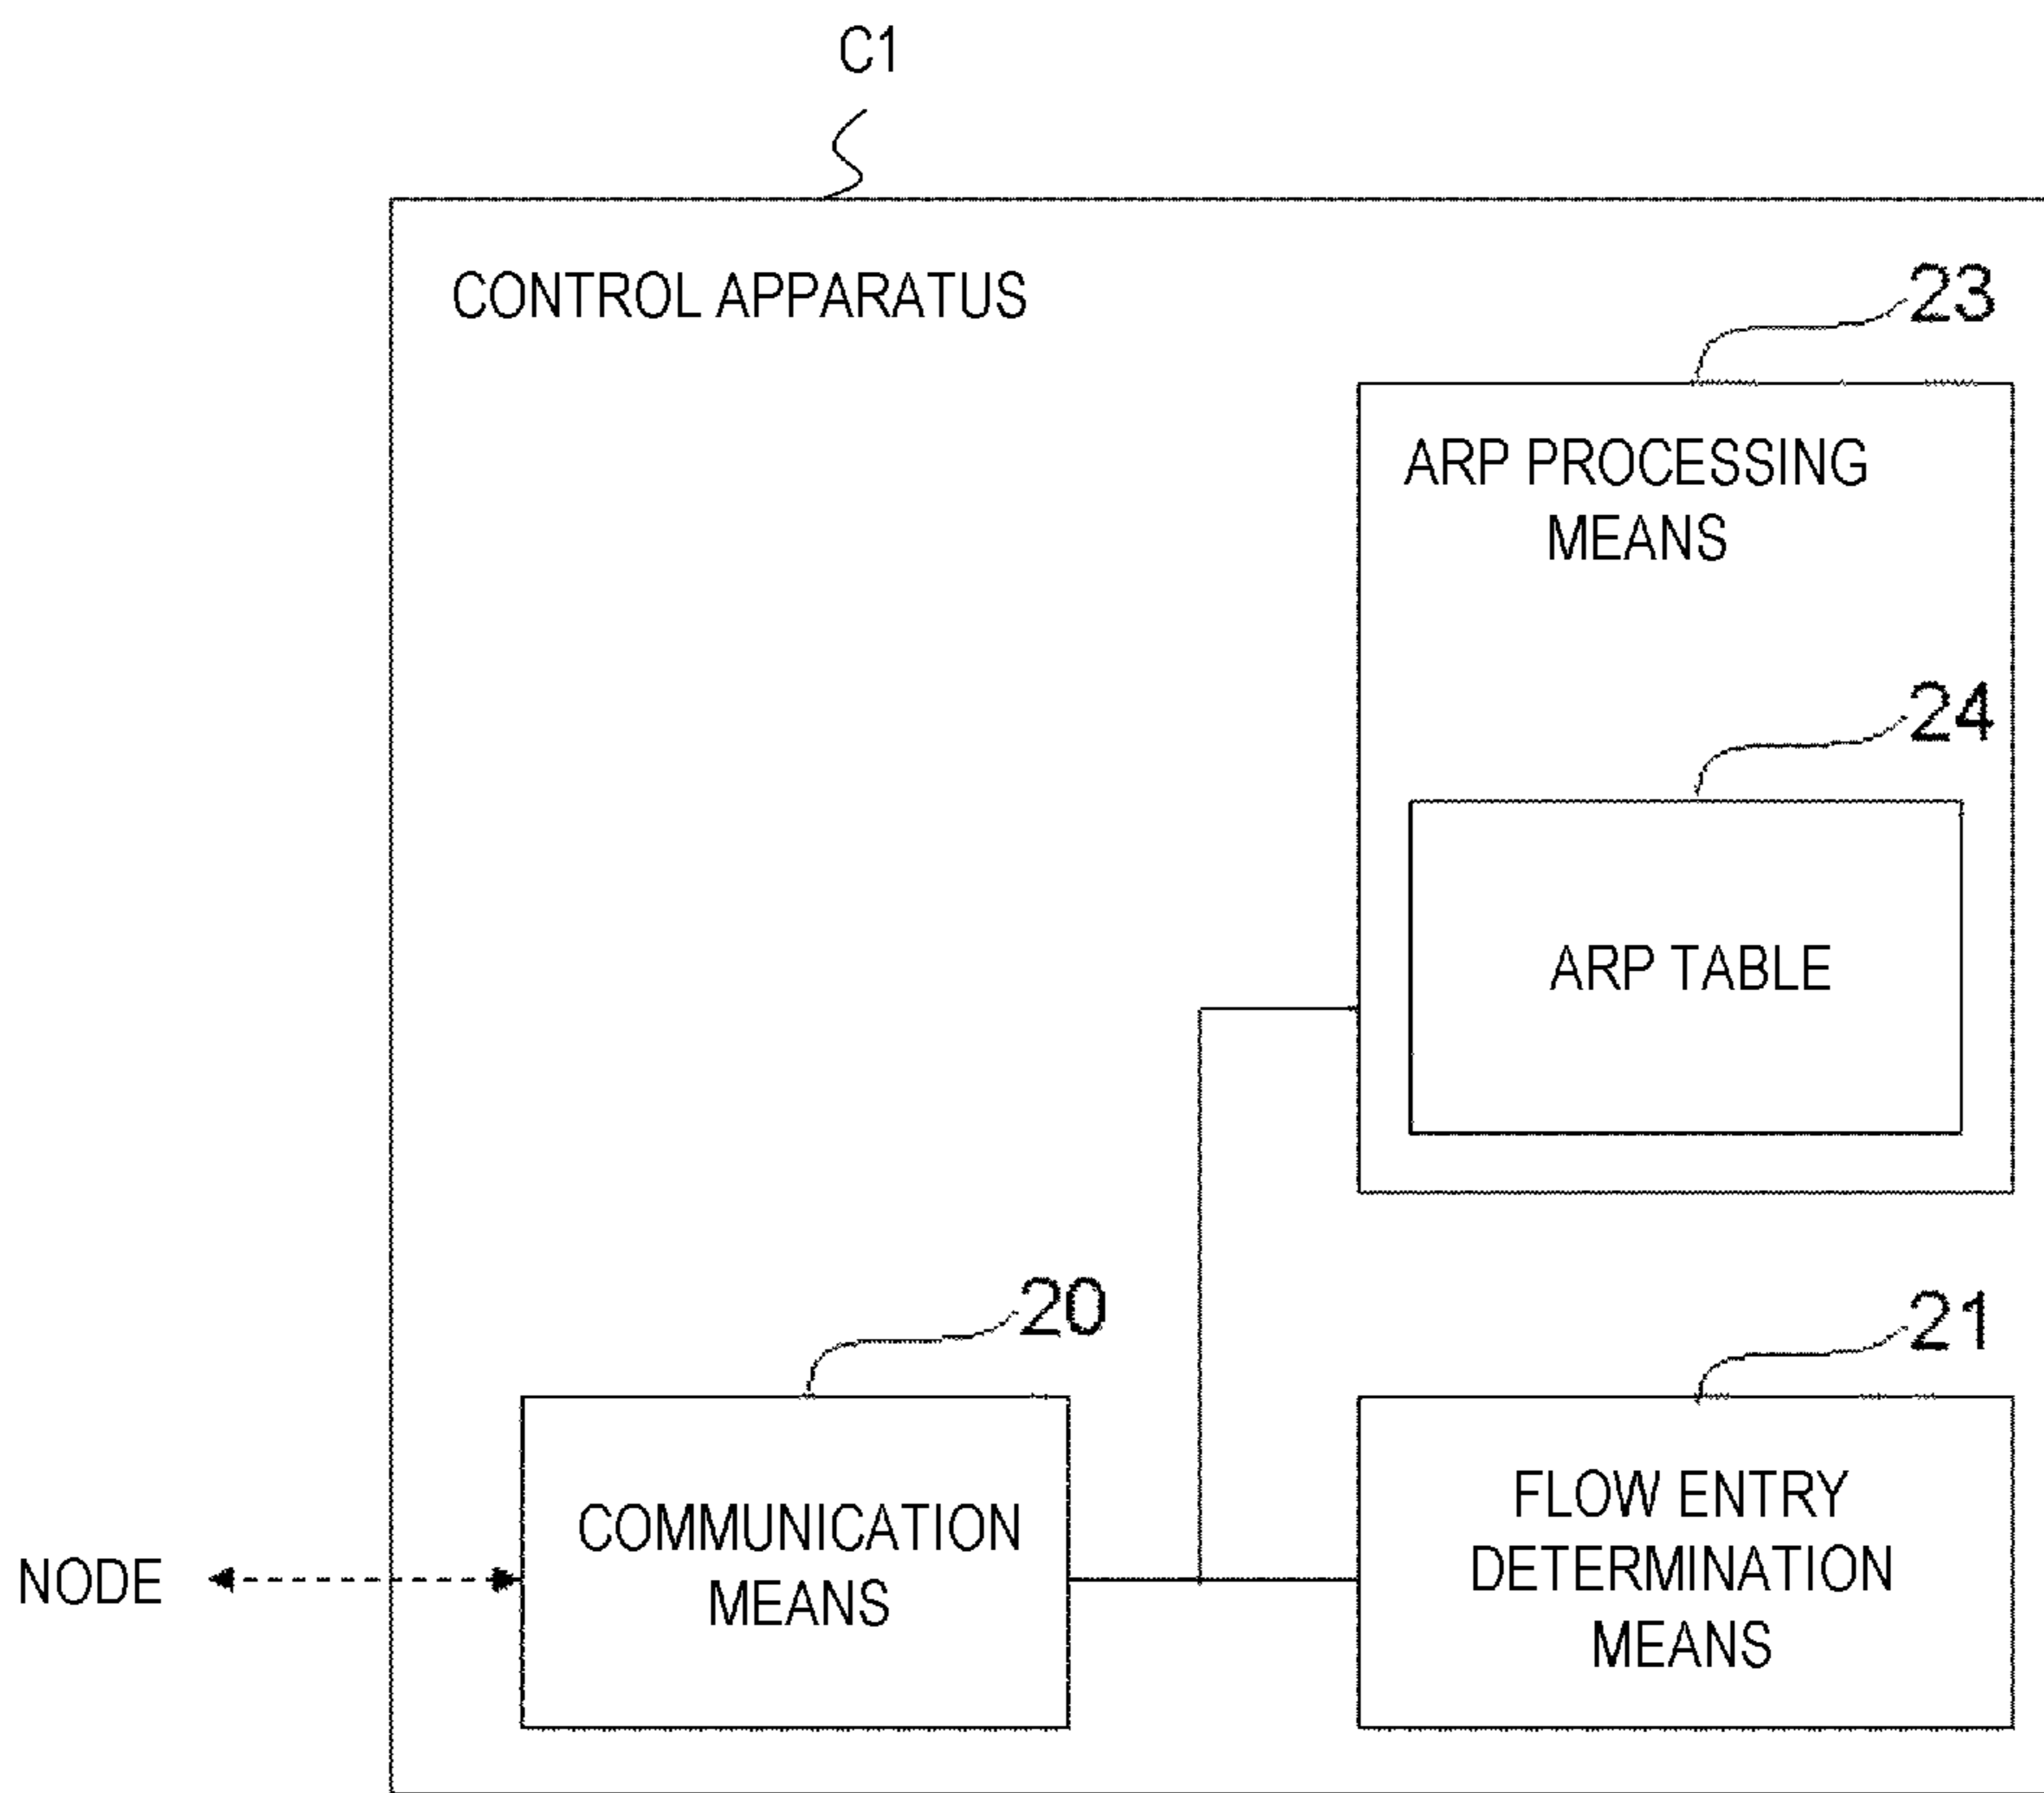 C1
CONTROL APPARATUS
23
ARP PROCESSING
MEANS
24
ARP TABLE
20
21
COMMUNICATION
MEANS
FLOW ENTRY
DETERMINATION
MEANS
NODE